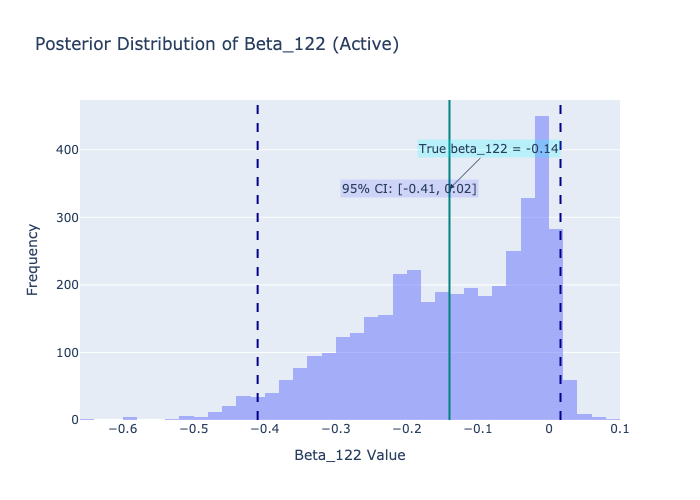 Posterior Distribution of Beta_122 (Active)
True beta_122 = -0.14
95% CI: [-0.41, 0.02]
Frequency
400
300
200
100
0
−0.6 −0.5 −0.4 −0.3 −0.2 −0.1 0 0.1
Beta_122 Value